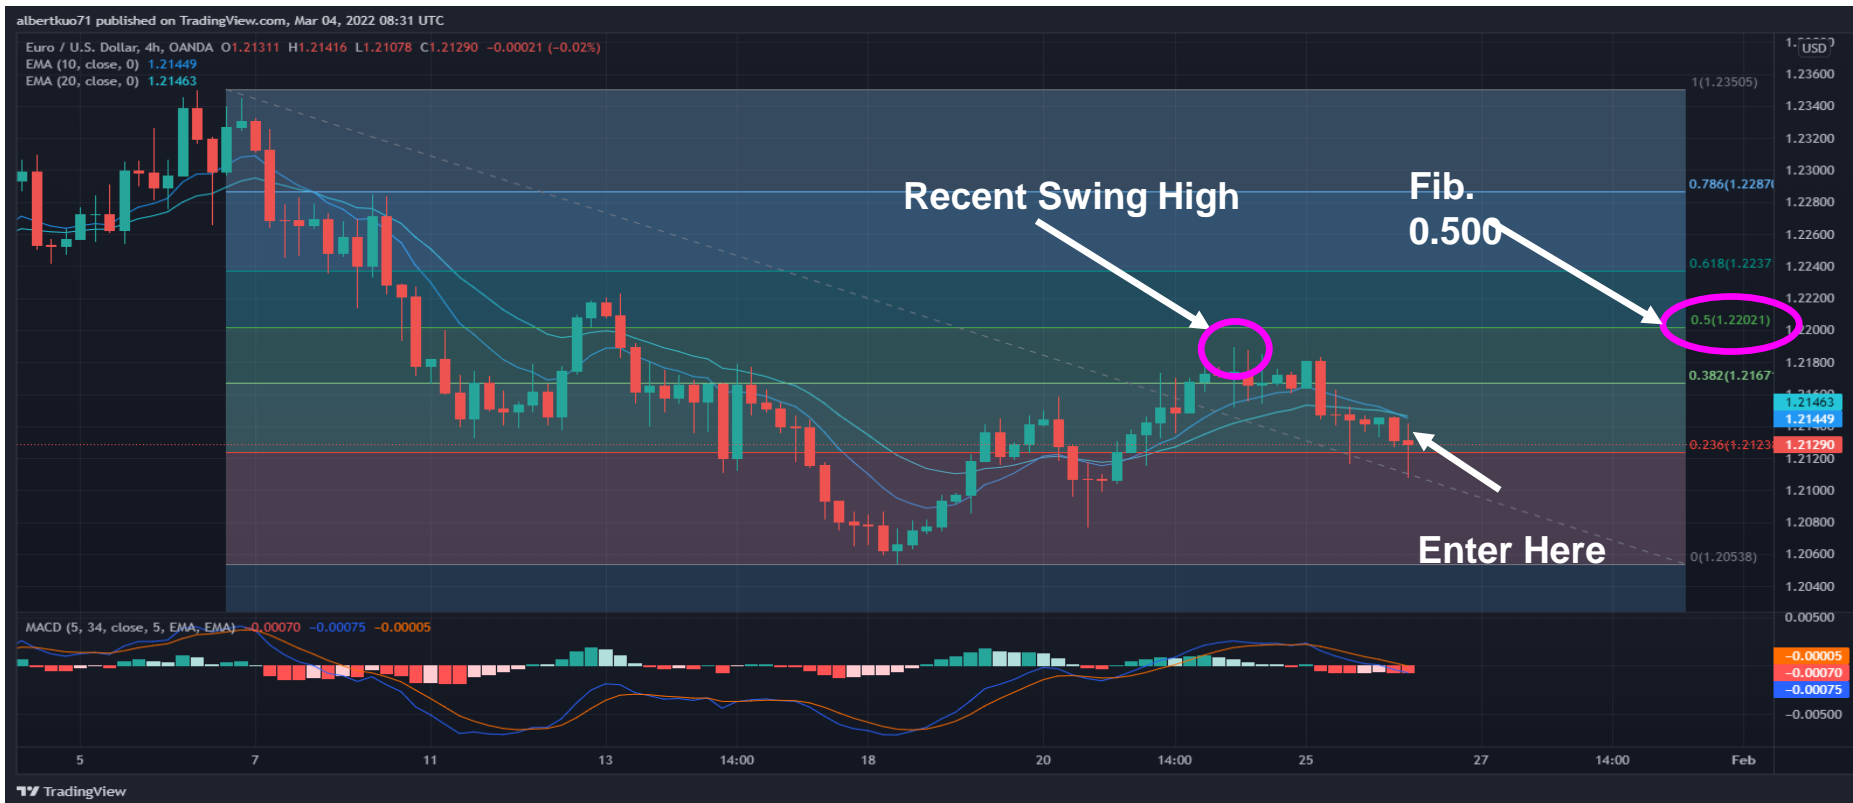 albertkuo71 published on TradingView.com, Mar 04, 2022 08:31 UTC
Euro / U.S. Dollar, 4h, OANDA O1.21311 H1.21416 L1.21078 C1.21290 −0.00021 (−0.02%)
EMA (10, close, 0) 1.21449
EMA (20, close, 0) 1.21463
USD
1(1.23505)
1.23600
1.23400
1.23200
1.23000
0.786(1.22870
1.22800
1.22600
0.618(1.2237
1.22400
1.22200
0.5(1.22021)
1.22000
1.21800
0.382(1.2167
1.21463
1.21449
0.236(1.2123
1.21290
1.21200
1.21000
1.20800
1.20600
0(1.20538)
1.20400
Recent Swing High
Fib.
0.500
Enter Here
MACD (5, 34, close, 5, EMA, EMA) −0.00070 −0.00075 −0.00005
0.00500
−0.00005
−0.00070
−0.00075
−0.00500
5 7 11 13 14:00 18 20 14:00 25 27 14:00 Feb
TradingView